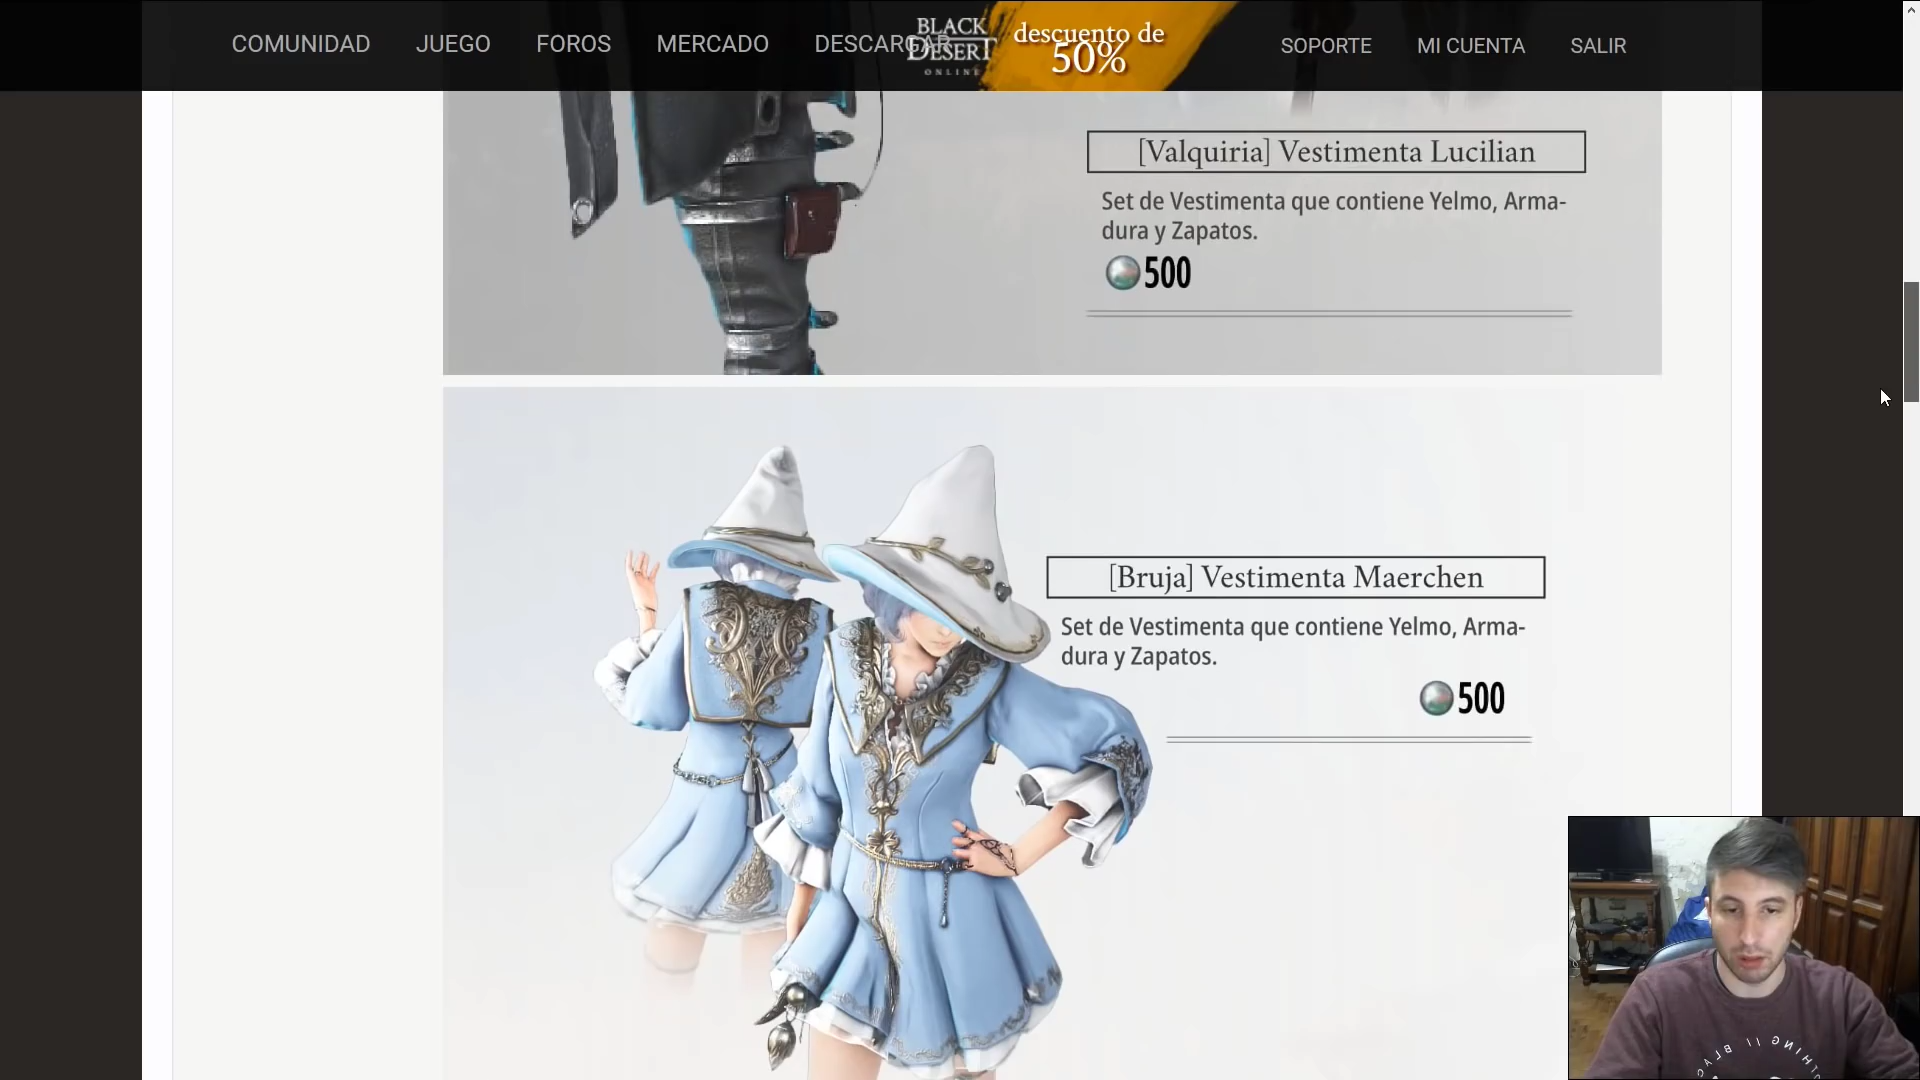 COMUNIDAD JUEGO FOROS MERCADO DESCARGAR
BLACK
DESERT
ONLINE
descuento de
50%
SOPORTE MI CUENTA SALIR
[Valquiria] Vestimenta Lucilian
Set de Vestimenta que contiene Yelmo, Arma-
dura y Zapatos.
500
[Bruja] Vestimenta Maerchen
Set de Vestimenta que contiene Yelmo, Arma-
dura y Zapatos.
500